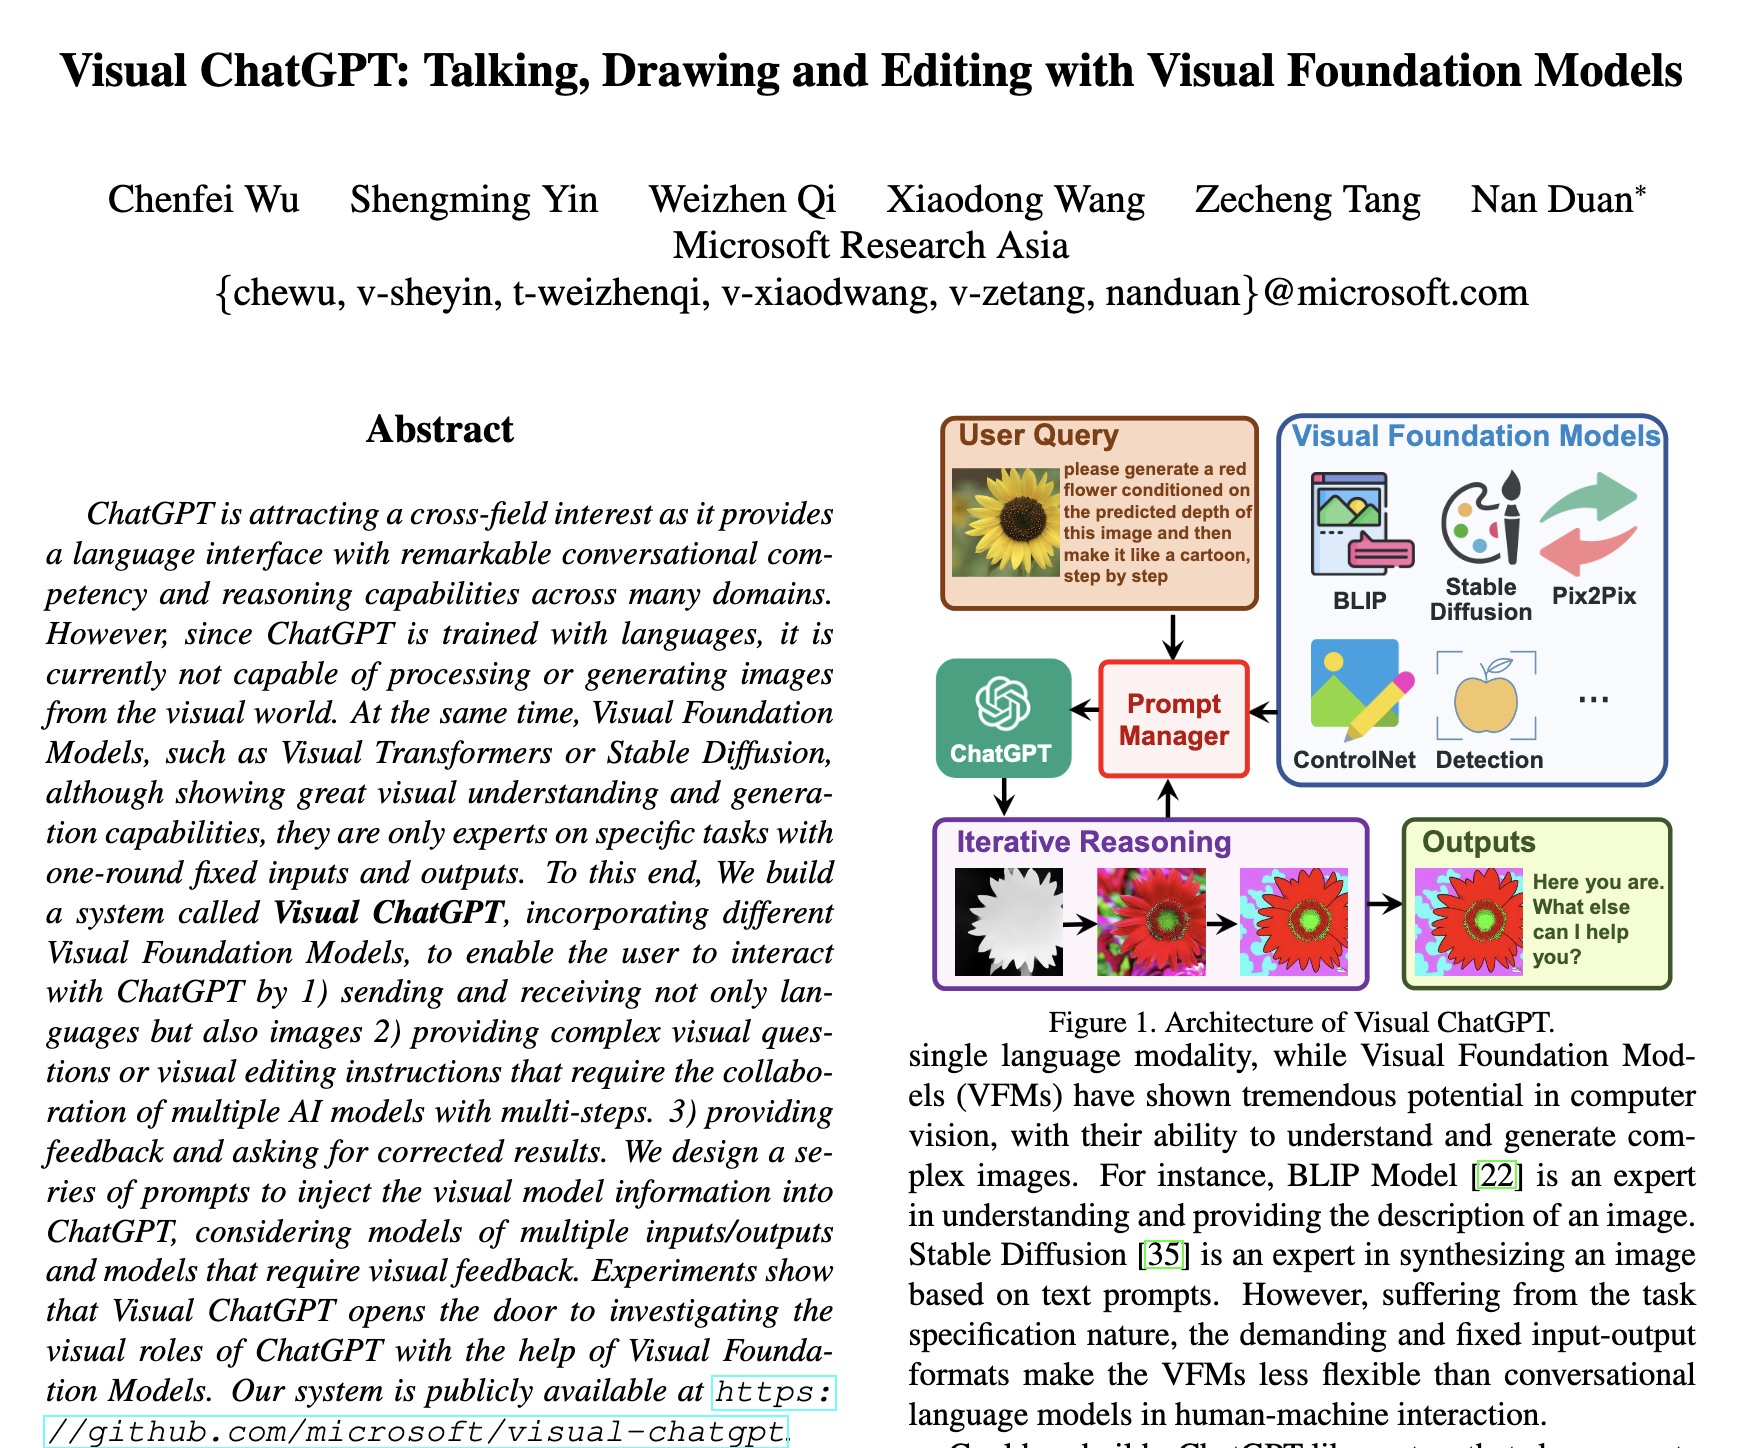 Visual ChatGPT: Talking, Drawing and Editing with Visual Foundation Models
Chenfei Wu Shengming Yin Weizhen Qi Xiaodong Wang Zecheng Tang Nan Duan*
Microsoft Research Asia
{chewu, v-sheyin, t-weizhenqi, v-xiaodwang, v-zetang, nanduan}@microsoft.com
Abstract
ChatGPT is attracting a cross-field interest as it provides
a language interface with remarkable conversational com-
petency and reasoning capabilities across many domains.
However, since ChatGPT is trained with languages, it is
currently not capable of processing or generating images
from the visual world. At the same time, Visual Foundation
Models, such as Visual Transformers or Stable Diffusion,
although showing great visual understanding and genera-
tion capabilities, they are only experts on specific tasks with
one-round fixed inputs and outputs. To this end, We build
a system called Visual ChatGPT, incorporating different
Visual Foundation Models, to enable the user to interact
with ChatGPT by 1) sending and receiving not only lan-
guages but also images 2) providing complex visual ques-
tions or visual editing instructions that require the collabo-
ration of multiple AI models with multi-steps. 3) providing
feedback and asking for corrected results. We design a se-
ries of prompts to inject the visual model information into
ChatGPT, considering models of multiple inputs/outputs
and models that require visual feedback. Experiments show
that Visual ChatGPT opens the door to investigating the
visual roles of ChatGPT with the help of Visual Founda-
tion Models. Our system is publicly available at https:
//github.com/microsoft/visual-chatgpt.
User Query
please generate a red
flower conditioned on
the predicted depth of
this image and then
make it like a cartoon,
step by step
Visual Foundation Models
BLIP
Stable
Diffusion
Pix2Pix
ControlNet
Detection
...
Prompt
Manager
ChatGPT
Iterative Reasoning
Outputs
Here you are.
What else
can I help
you?
Figure 1. Architecture of Visual ChatGPT.
single language modality, while Visual Foundation Mod-
els (VFMs) have shown tremendous potential in computer
vision, with their ability to understand and generate com-
plex images. For instance, BLIP Model [22] is an expert
in understanding and providing the description of an image.
Stable Diffusion [35] is an expert in synthesizing an image
based on text prompts. However, suffering from the task
specification nature, the demanding and fixed input-output
formats make the VFMs less flexible than conversational
language models in human-machine interaction.